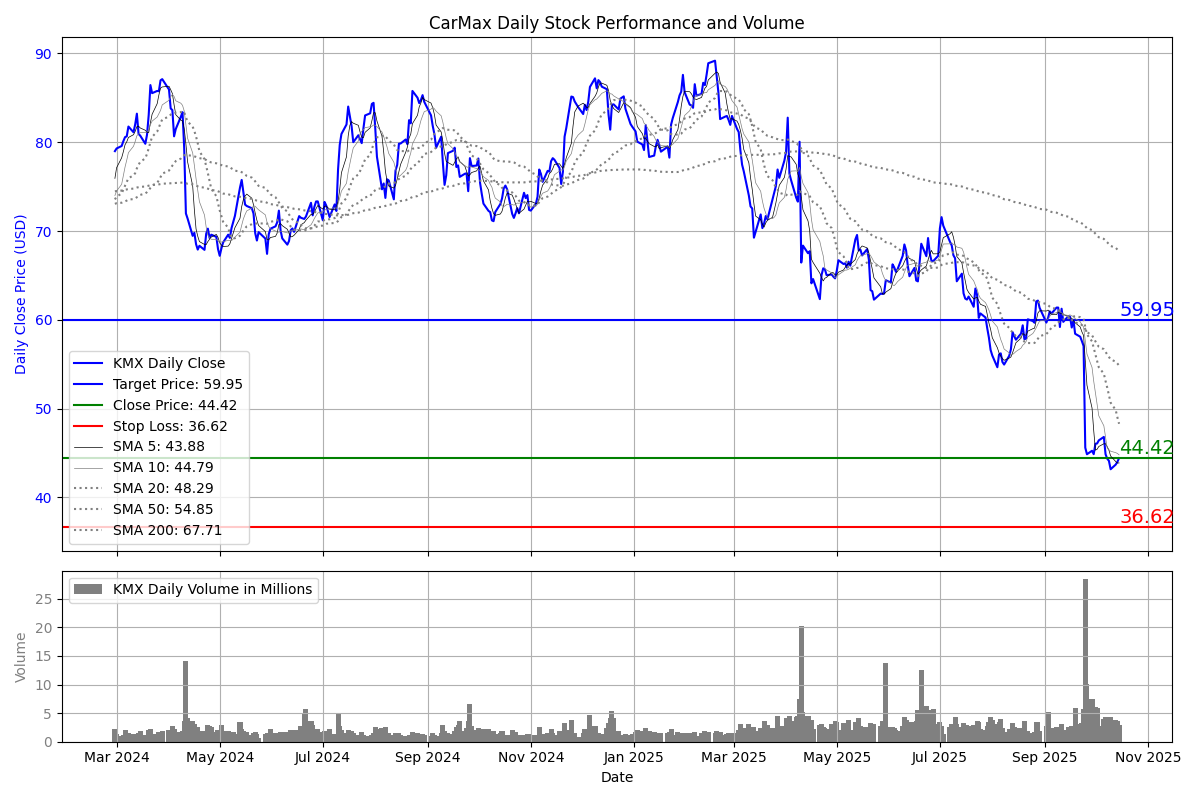 CarMax Daily Stock Performance and Volume
Daily Close Price (USD)
90
80
70
60
50
40
59.95
44.42
36.62
KMX Daily Close
Target Price: 59.95
Close Price: 44.42
Stop Loss: 36.62
SMA 5: 43.88
SMA 10: 44.79
SMA 20: 48.29
SMA 50: 54.85
SMA 200: 67.71
KMX Daily Volume in Millions
Volume
25
20
15
10
5
0
Mar 2024 May 2024 Jul 2024 Sep 2024 Nov 2024 Jan 2025 Mar 2025 May 2025 Jul 2025 Sep 2025 Nov 2025
Date